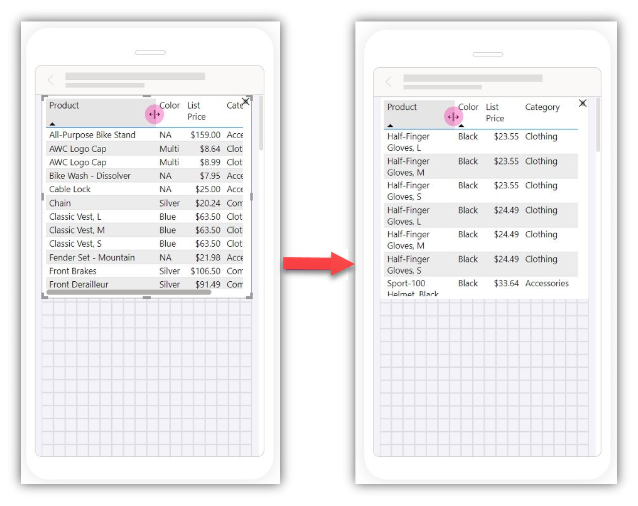 Product Color List Price Cate
All-Purpose Bike Stand NA $159.00 Acce
AWC Logo Cap Multi $8.64 Clot
AWC Logo Cap Multi $8.99 Clot
Bike Wash - Dissolver NA $7.95 Acce
Cable Lock NA $25.00 Acce
Chain Silver $20.24 Com
Classic Vest, L Blue $63.50 Clot
Classic Vest, M Blue $63.50 Clot
Classic Vest, S Blue $63.50 Clot
Fender Set - Mountain NA $21.98 Acce
Front Brakes Silver $106.50 Com
Front Derailleur Silver $91.49 Com
Product Color List Price Category
Half-Finger Black $23.55 Clothing
Gloves, L
Half-Finger Black $23.55 Clothing
Gloves, M
Half-Finger Black $23.55 Clothing
Gloves, S
Half-Finger Black $24.49 Clothing
Gloves, L
Half-Finger Black $24.49 Clothing
Gloves, M
Half-Finger Black $24.49 Clothing
Gloves, S
Sport-100 Black $33.64 Accessories
Helmet, Black